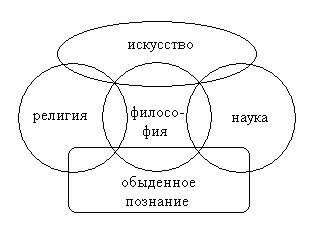 искусство
религия
филосо-
фия
наука
обыденное
познание